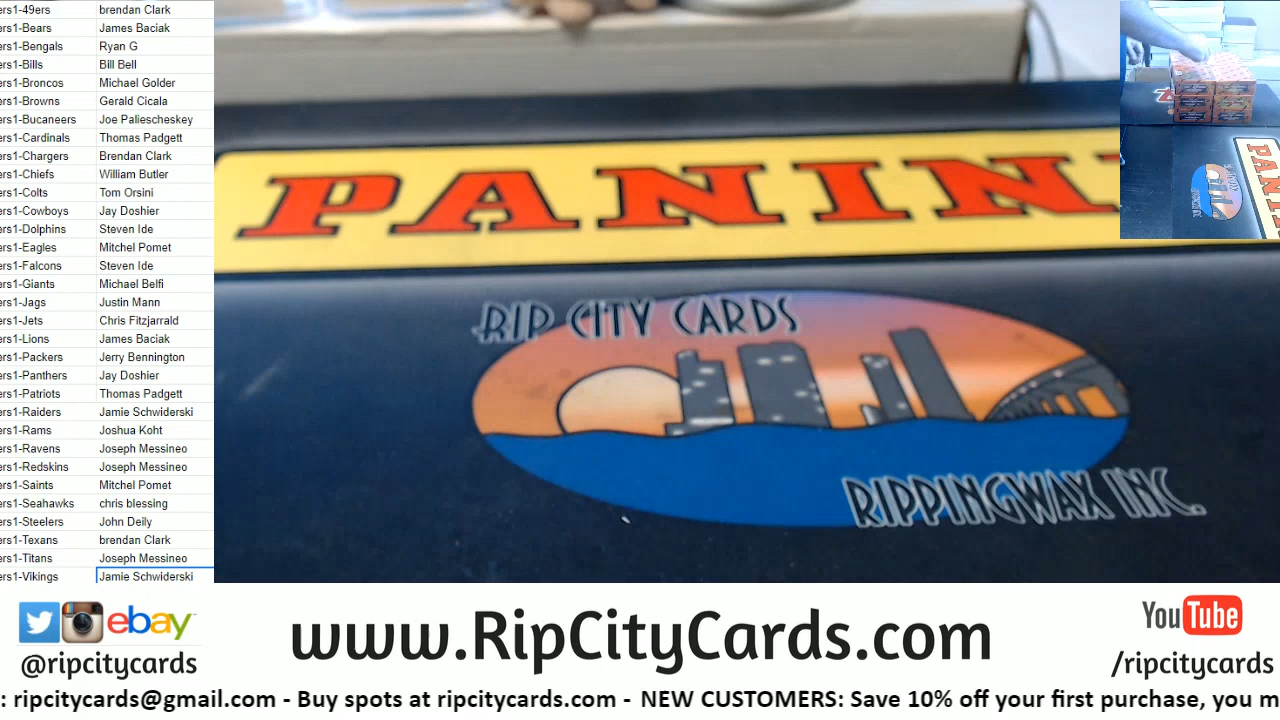 ers1-49ers brendan Clark
ers1-Bears James Baciak
ers1-Bengals Ryan G
ers1-Bills Bill Bell
ers1-Broncos Michael Golder
ers1-Browns Gerald Cicala
ers1-Bucaneers Joe Paliescheskey
ers1-Cardinals Thomas Padgett
ers1-Chargers Brendan Clark
ers1-Chiefs William Butler
ers1-Colts Tom Orsini
ers1-Cowboys Jay Doshier
ers1-Dolphins Steven Ide
ers1-Eagles Mitchel Pomet
ers1-Falcons Steven Ide
ers1-Giants Michael Belfi
ers1-Jags Justin Mann
ers1-Jets Chris Fitzjarrald
ers1-Lions James Baciak
ers1-Packers Jerry Bennington
ers1-Panthers Jay Doshier
ers1-Patriots Thomas Padgett
ers1-Raiders Jamie Schwiderski
ers1-Rams Joshua Koht
ers1-Ravens Joseph Messineo
ers1-Redskins Joseph Messineo
ers1-Saints Mitchel Pomet
ers1-Seahawks chris blessing
ers1-Steelers John Deily
ers1-Texans brendan Clark
ers1-Titans Joseph Messineo
ers1-Vikings Jamie Schwiderski
PANINI
RIP CITY CARDS
RIPPINGWAX INC.
PANIN
ebay
@ripcitycards
www.RipCityCards.com
YouTube
/ripcitycards
: ripcitycards@gmail.com - Buy spots at ripcitycards.com - NEW CUSTOMERS: Save 10% off your first purchase, you m